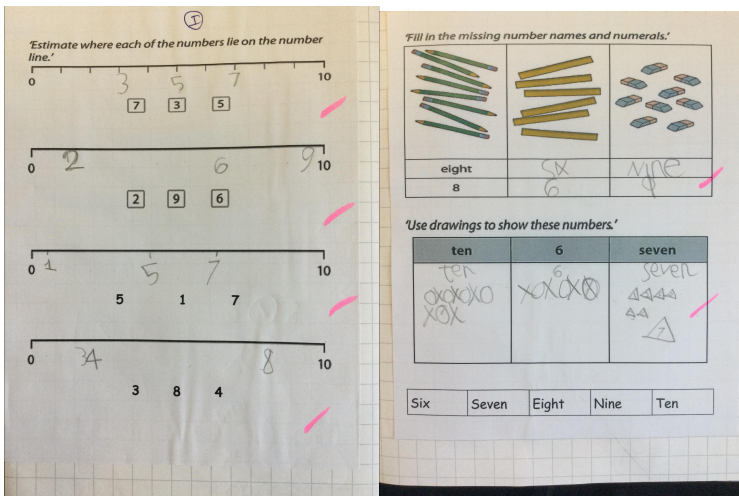 I
'Estimate where each of the numbers lie on the number
line.'
0 3 5 7 10
7 3 5
0 2 6 9 10
2 9 6
0 1 5 7 10
5 1 7
0 34 8 10
3 8 4
'Fill in the missing number names and numerals.'
eight Sx Nine
8 6 9
'Use drawings to show these numbers.'
ten 6 seven
ten 6 seven
7
Six Seven Eight Nine Ten